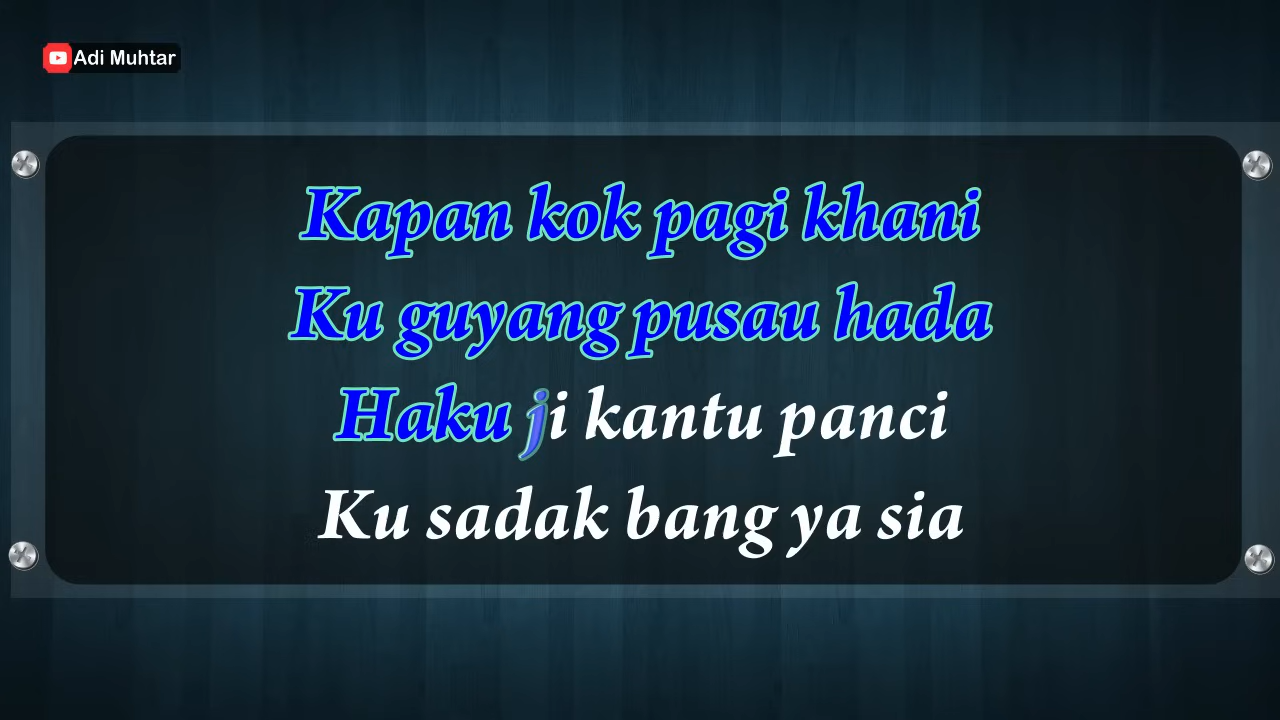 Adi Muhtar
Kapan kok pagi khani
Ku guyang pusau hada
Haku ji kantu panci
Ku sadak bang ya sia